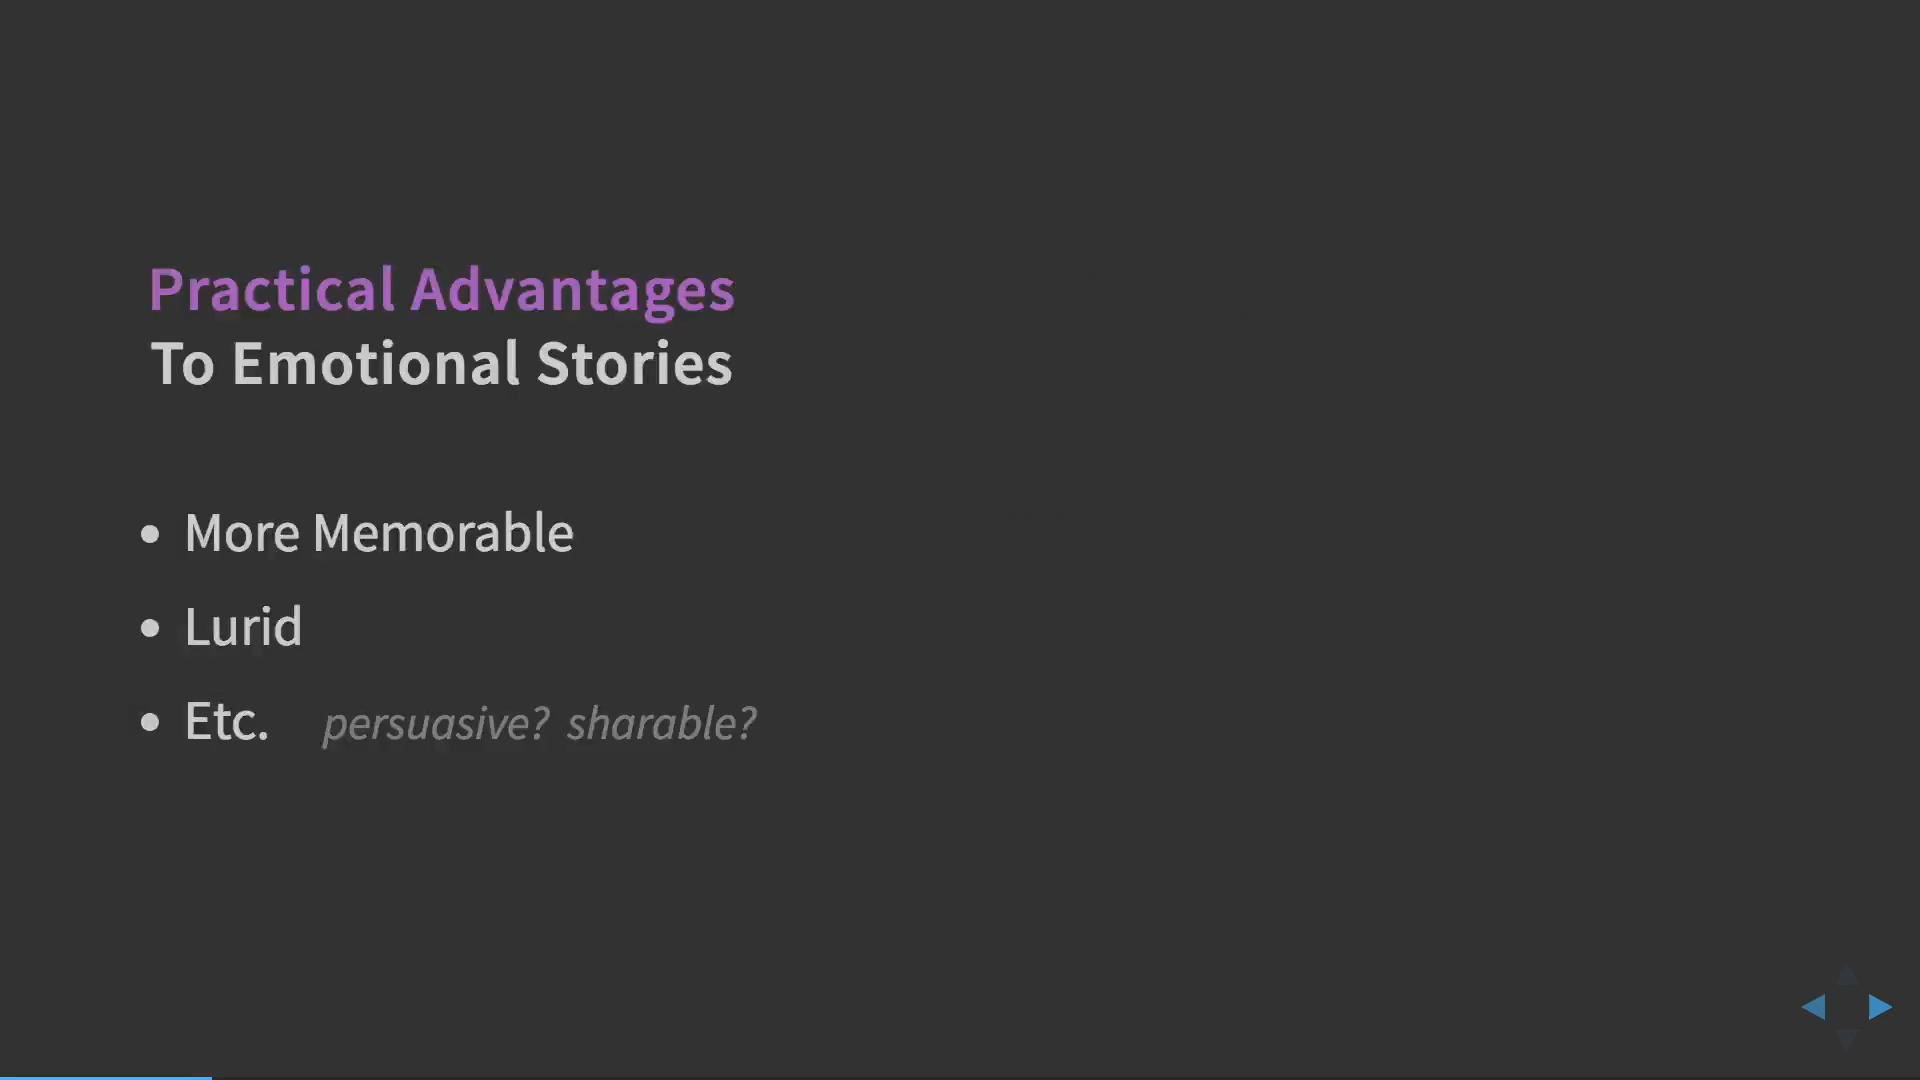 Practical Advantages
To Emotional Stories
• More Memorable
• Lurid
• Etc. persuasive? sharable?